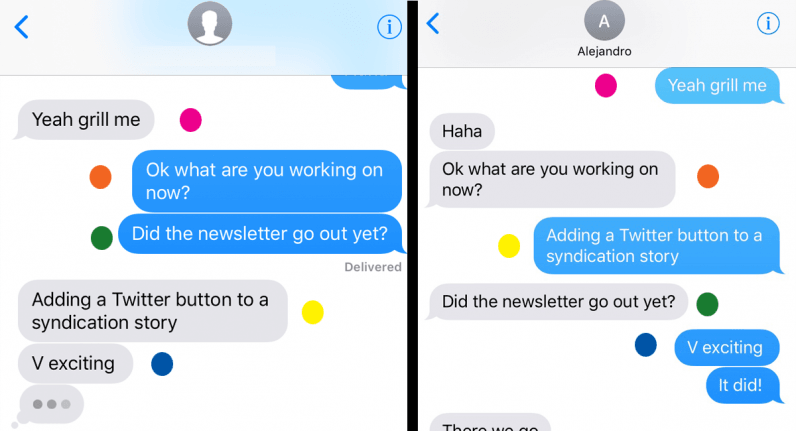 Yeah grill me
Ok what are you working on
now?
Did the newsletter go out yet?
Delivered
Adding a Twitter button to a
syndication story
V exciting
A
Alejandro
Yeah grill me
Haha
Ok what are you working on
now?
Adding a Twitter button to a
syndication story
Did the newsletter go out yet?
V exciting
It did!
There we go